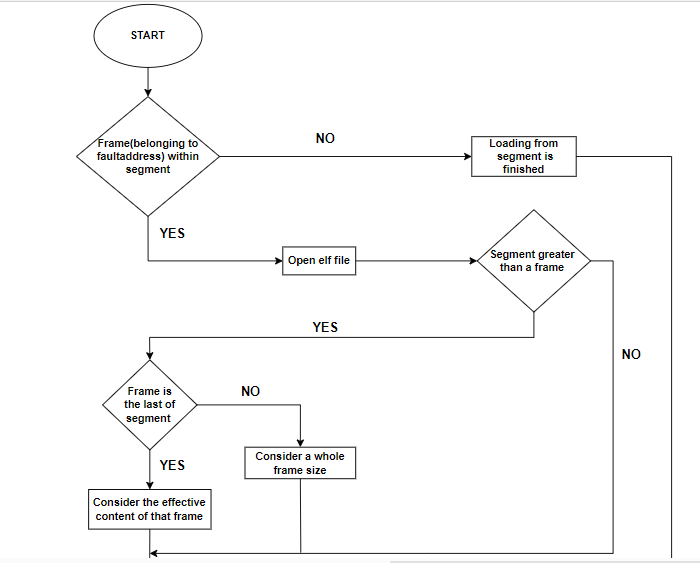 START
Frame(belonging to
faultaddress) within
segment
NO
Loading from
segment is
finished
YES
Open elf file
Segment greater
than a frame
YES
NO
Frame is
the last of
segment
NO
Consider a whole
frame size
YES
Consider the effective
content of that frame